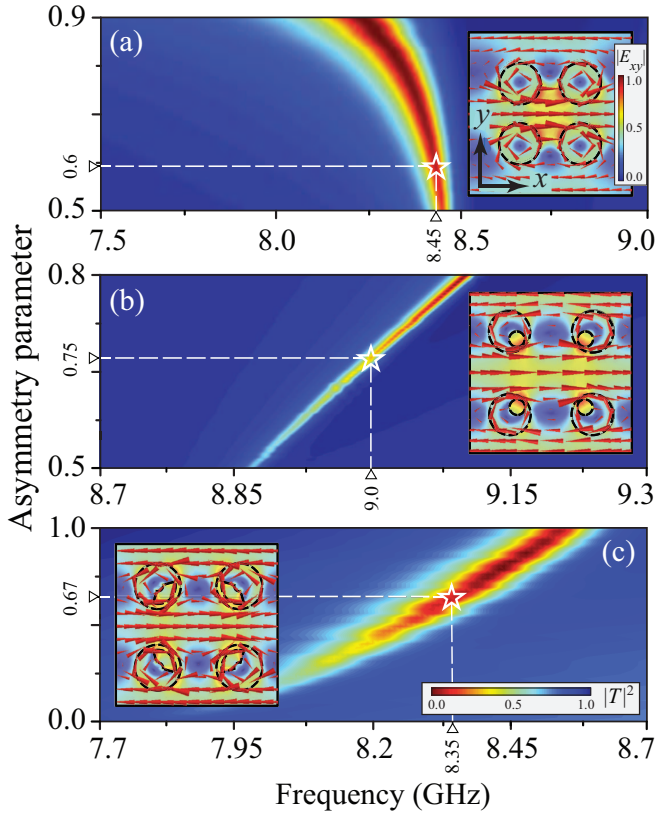 Asymmetry parameter
0.9
0.6
0.5
(a)
|E_xy|
1.0
0.5
0.0
y
x
8.45
7.5 8.0 8.5 9.0
0.8
0.75
0.5
(b)
9.0
8.7 8.85 9.15 9.3
1.0
0.67
0.0
(c)
|T|²
0.0 0.5 1.0
8.35
7.7 7.95 8.2 8.45 8.7
Frequency (GHz)